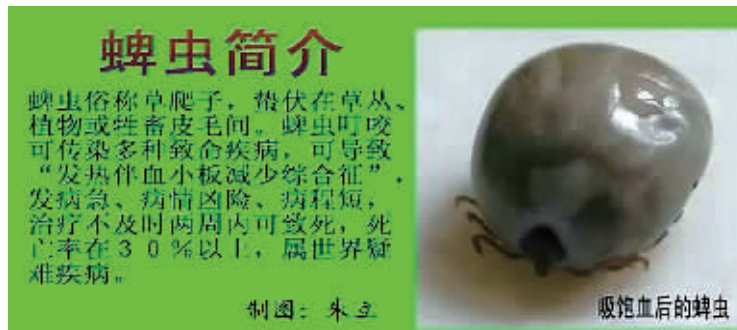 蜱虫简介
蜱虫俗称草爬子，蛰伏在草丛、
植物或牲畜皮毛间。蜱虫叮咬
可传染多种致命疾病，可导致
“发热伴血小板减少综合征”，
发病急、病情凶险、病程短，
治疗不及时两周内可致死，死
亡率在30%以上，属世界疑
难疾病。
制图：朱立
吸饱血后的蜱虫